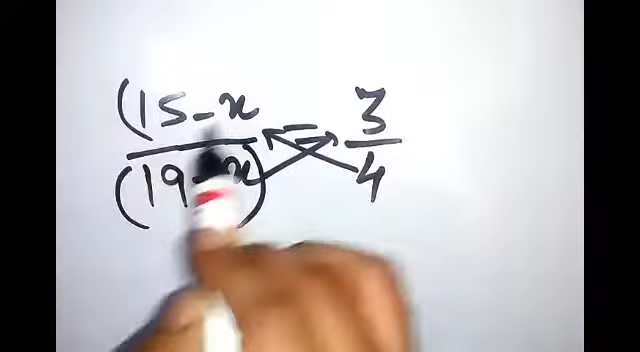 (15-x = 3
(19-x) 4